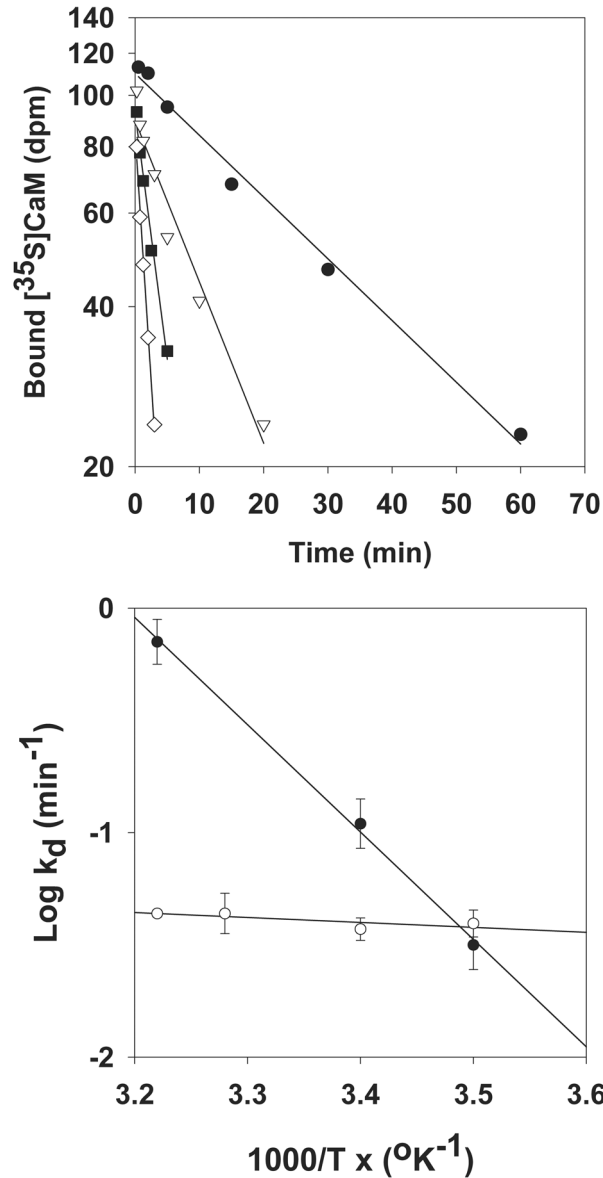 140
120
100
80
60
40
20
Bound [³⁵S]CaM (dpm)
0 10 20 30 40 50 60 70
Time (min)
0
-1
-2
Log k_d (min⁻¹)
3.2 3.3 3.4 3.5 3.6
1000/T x (ᴼK⁻¹)